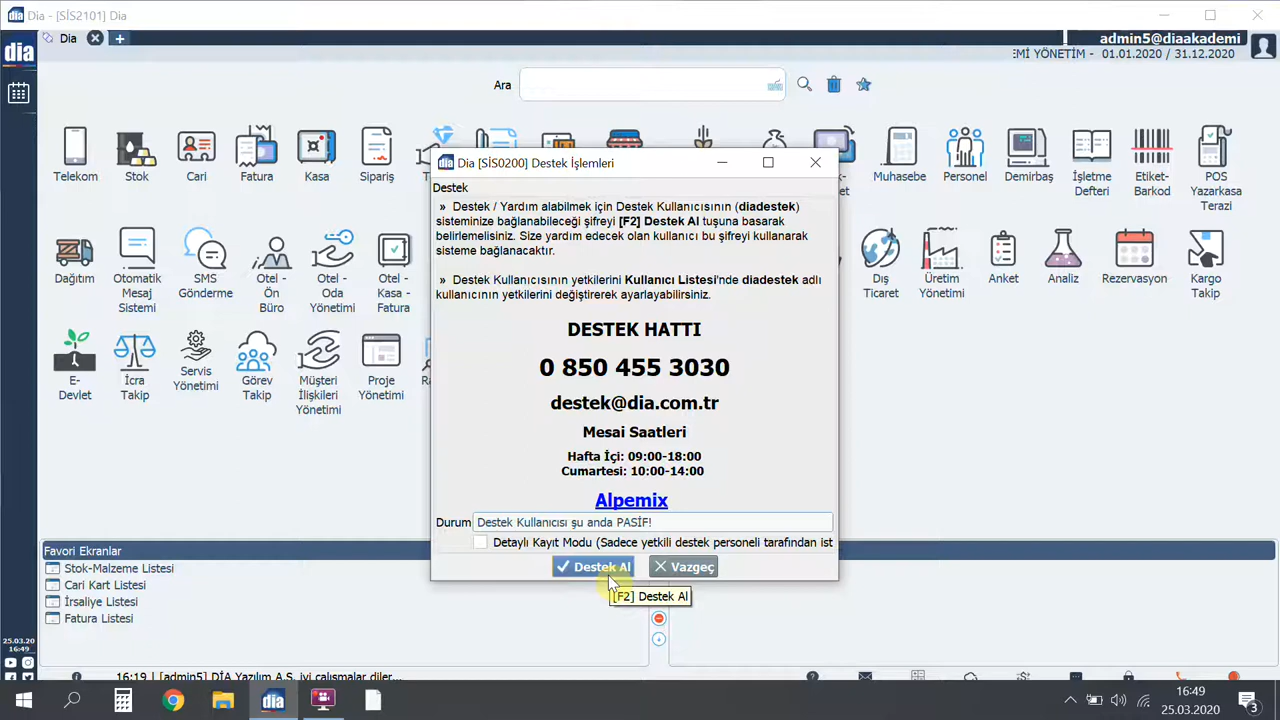 Dia - [SİS2101] Dia
dia
Dia
admin5@diaakademi
EMİ YÖNETİM - 01.01.2020 / 31.12.2020
Ara
Telekom
Stok
Cari
Fatura
Kasa
Sipariş
Muhasebe
Personel
Demirbaş
İşletme
Defteri
Etiket-
Barkod
POS
Yazarkasa
Terazi
Dağıtım
Otomatik
Mesaj
Sistemi
SMS
Gönderme
Otel -
Ön
Büro
Otel -
Oda
Yönetimi
Otel -
Kasa -
Fatura
Dış
Ticaret
Üretim
Yönetimi
Anket
Analiz
Rezervasyon
Kargo
Takip
E-
Devlet
İcra
Takip
Servis
Yönetimi
Görev
Takip
Müşteri
İlişkileri
Yönetimi
Proje
Yönetimi
dia Dia [SİS0200] Destek İşlemleri
Destek
» Destek / Yardım alabilmek için Destek Kullanıcısının (diadestek)
sisteminize bağlanabileceği şifreyi [F2] Destek Al tuşuna basarak
belirlemelisiniz. Size yardım edecek olan kullanıcı bu şifreyi kullanarak
sisteme bağlanacaktır.
» Destek Kullanıcısının yetkilerini Kullanıcı Listesi'nde diadestek adlı
kullanıcının yetkilerini değiştirerek ayarlayabilirsiniz.
DESTEK HATTI
0 850 455 3030
destek@dia.com.tr
Mesai Saatleri
Hafta İçi: 09:00-18:00
Cumartesi: 10:00-14:00
Alpemix
Durum Destek Kullanıcısı şu anda PASİF!
Detaylı Kayıt Modu (Sadece yetkili destek personeli tarafından ist
Destek Al
Vazgeç
[F2] Destek Al
Favori Ekranlar
Stok-Malzeme Listesi
Cari Kart Listesi
İrsaliye Listesi
Fatura Listesi
25.03.20
16:49
16:19 | [admin5] DİA Yazılım A.Ş. iyi çalışmalar diler...
dia
16:49
25.03.2020
3